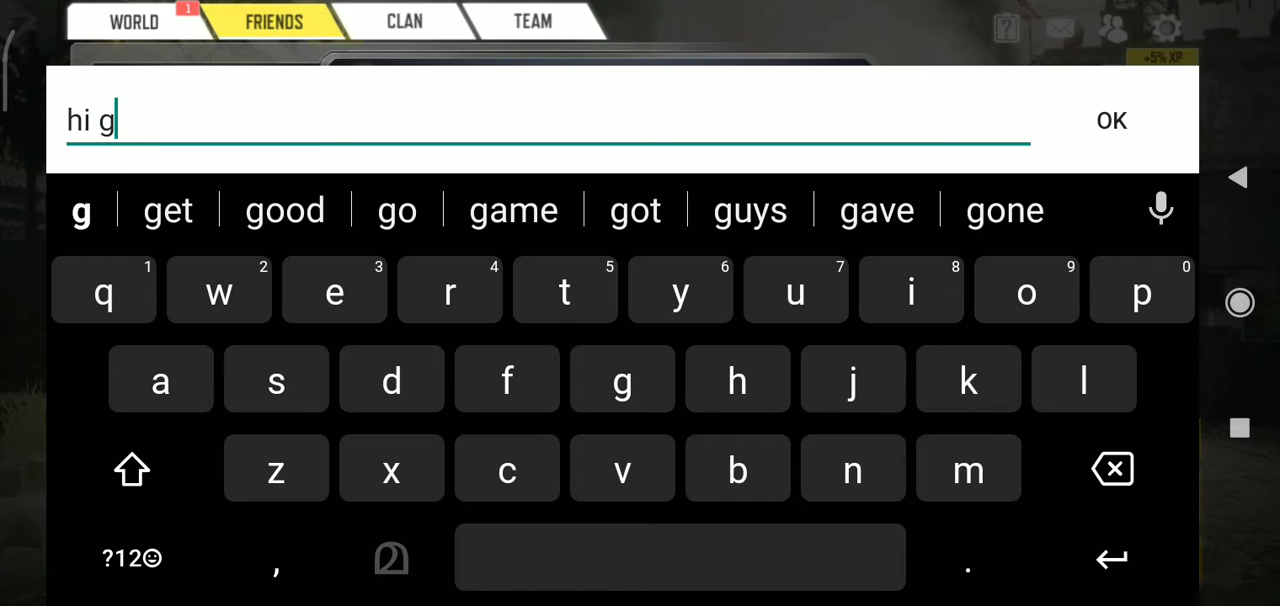 WORLD 1 FRIENDS CLAN TEAM
+5% XP
hi g OK
g get good go game got guys gave gone
q 1 w 2 e 3 r 4 t 5 y 6 u 7 i 8 o 9 p 0
a s d f g h j k l
z x c v b n m
?12☺ , മ .